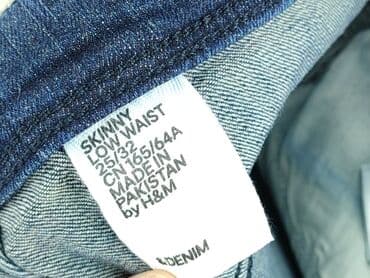 SKINNY
LOW WAIST
25/32
CN 165/64A
MADE IN
PAKISTAN
by H&M
&DENIM